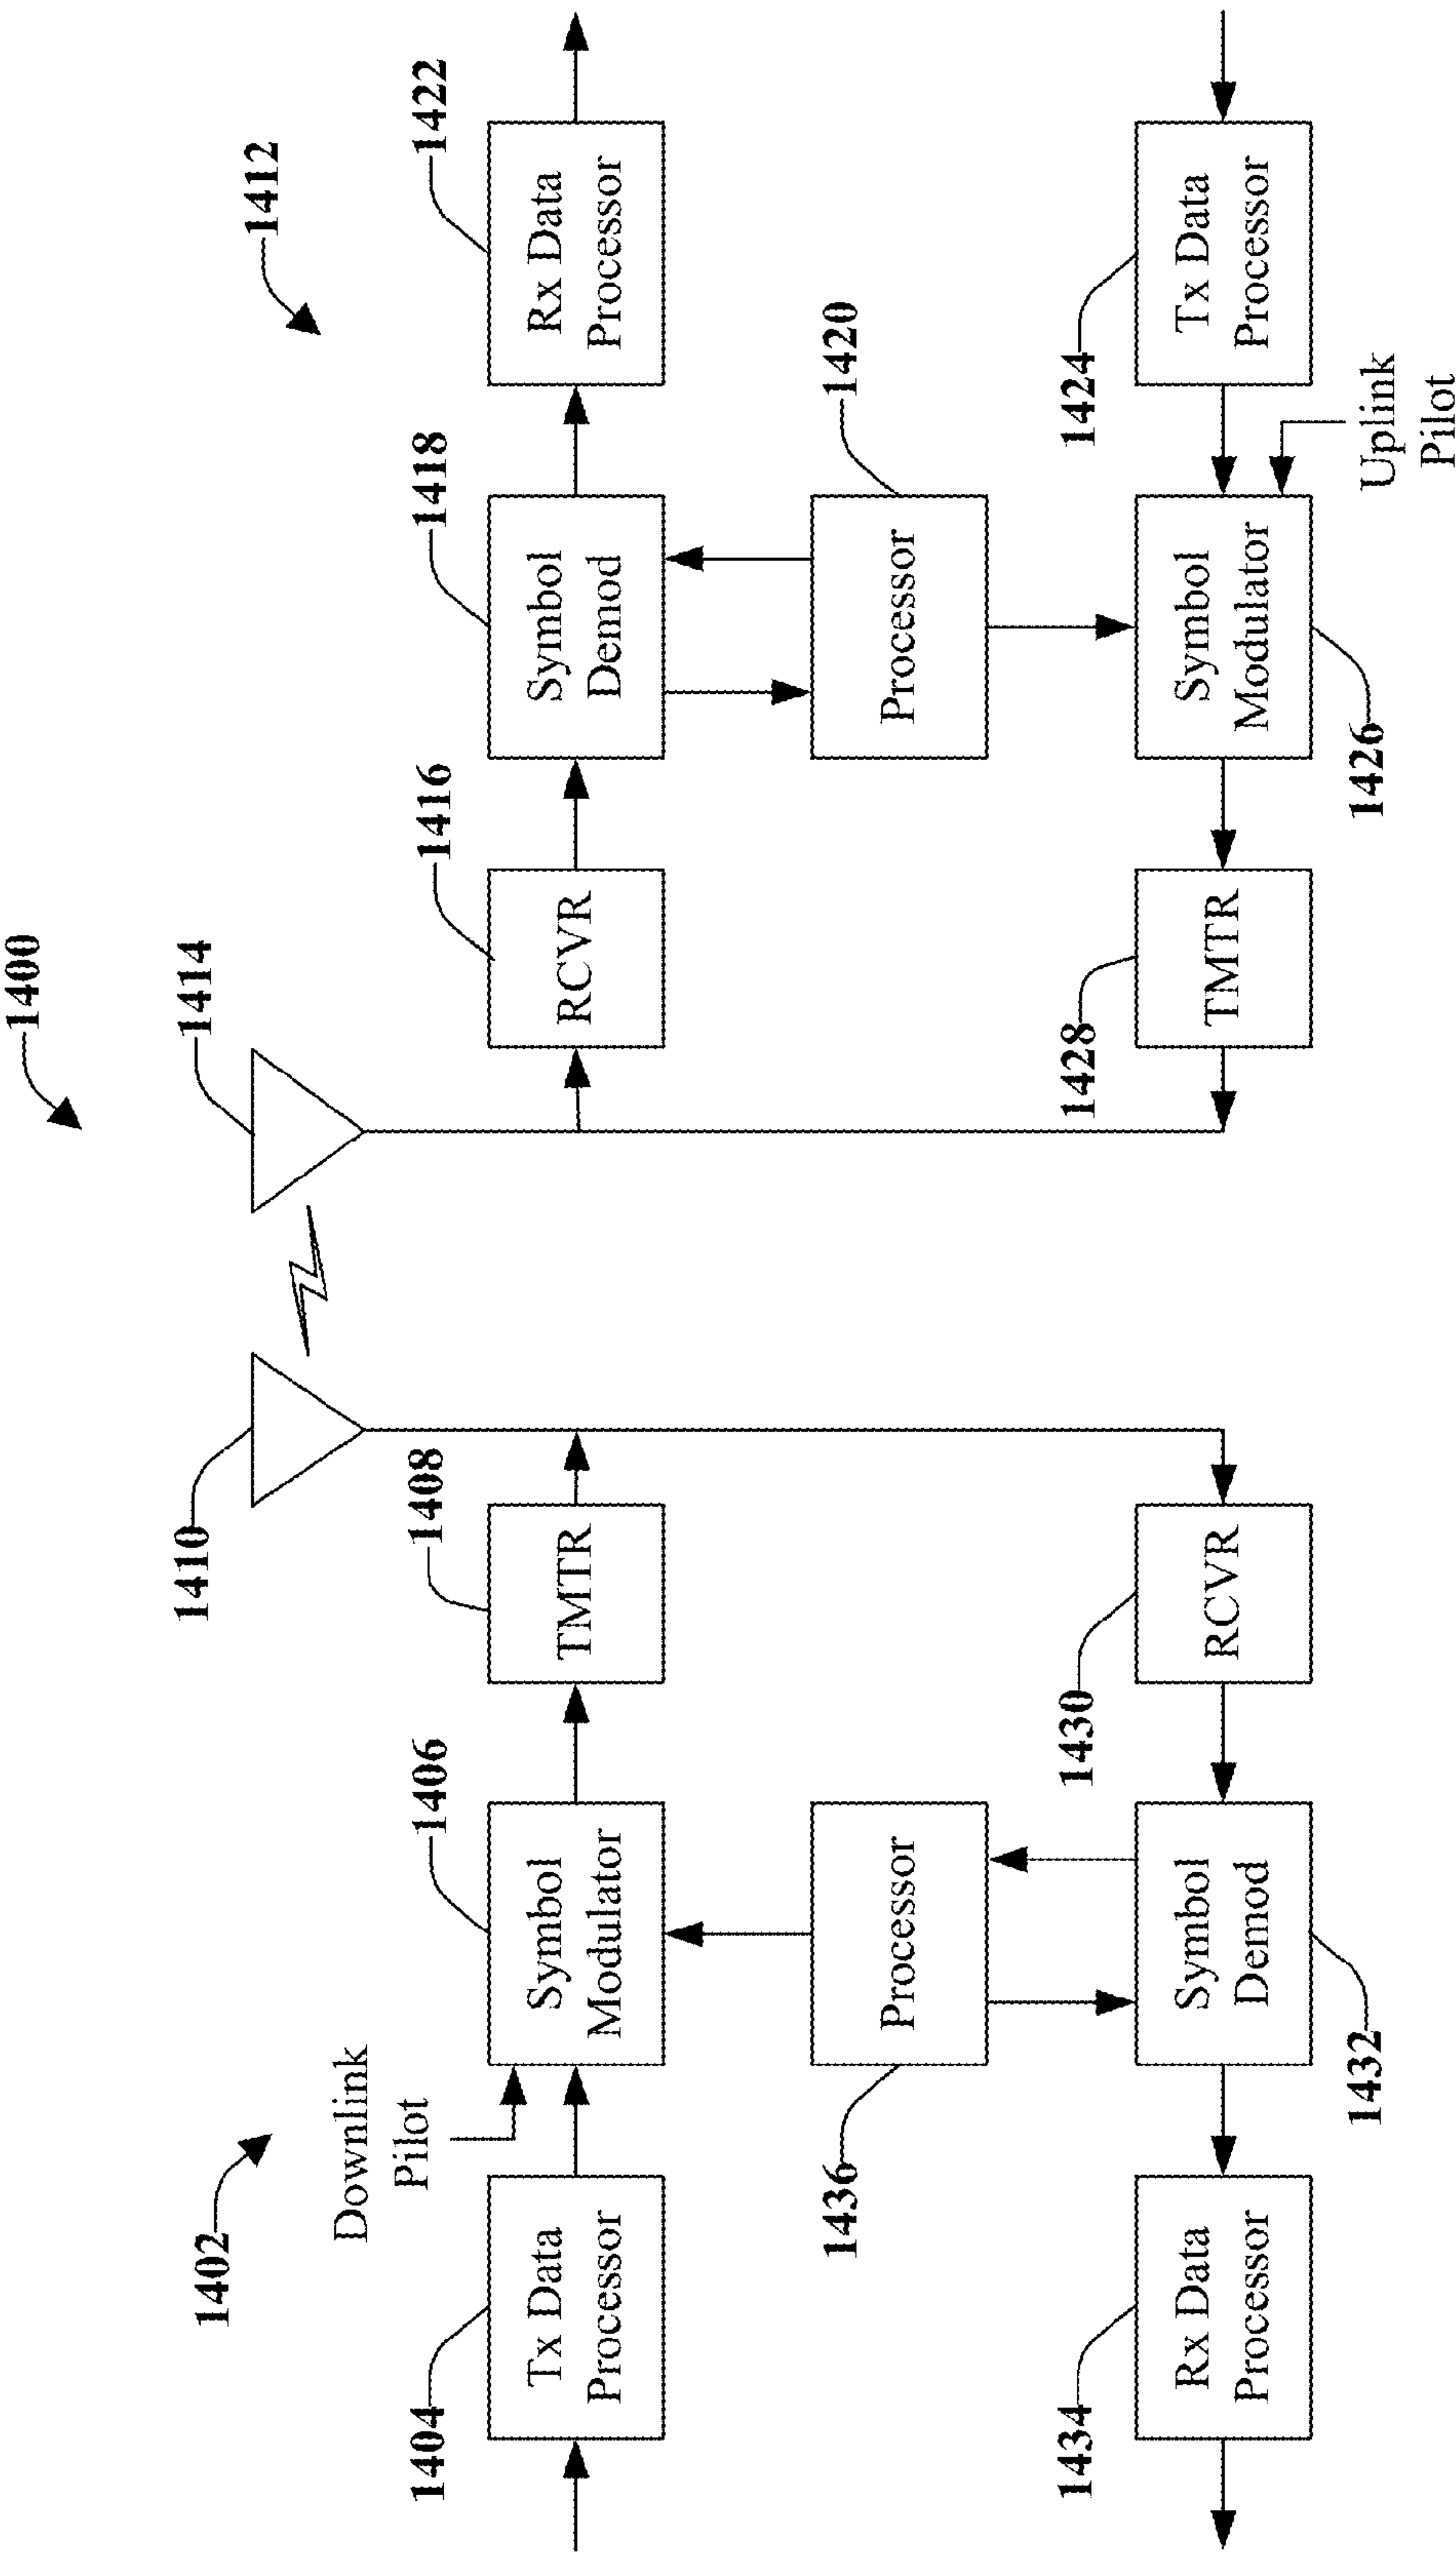 1400
1402
1410
1414
1412
Downlink
Pilot
1404
Tx Data
Processor
1406
Symbol
Modulator
1408
TMTR
1416
RCVR
1418
Symbol
Demod
1422
Rx Data
Processor
1436
Processor
1420
Processor
1434
Rx Data
Processor
1432
Symbol
Demod
1430
RCVR
1428
TMTR
1426
Symbol
Modulator
1424
Tx Data
Processor
Uplink
Pilot